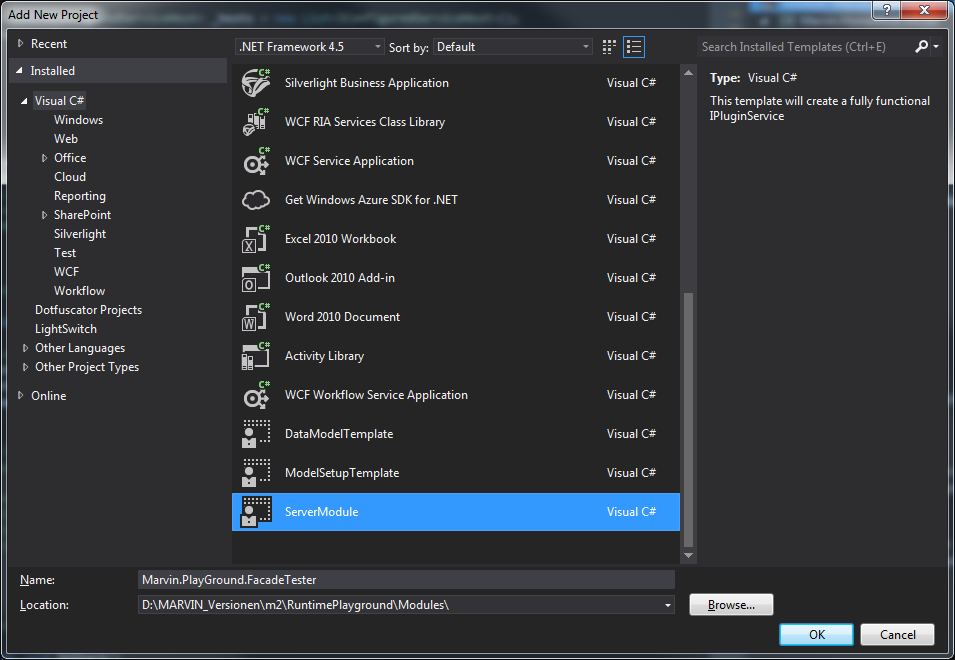 Add New Project
?
Recent
Installed
Visual C#
Windows
Web
Office
Cloud
Reporting
SharePoint
Silverlight
Test
WCF
Workflow
Dotfuscator Projects
LightSwitch
Other Languages
Other Project Types
Online
.NET Framework 4.5 Sort by: Default
Silverlight Business Application Visual C#
WCF RIA Services Class Library Visual C#
WCF Service Application Visual C#
Get Windows Azure SDK for .NET Visual C#
Excel 2010 Workbook Visual C#
Outlook 2010 Add-in Visual C#
Word 2010 Document Visual C#
Activity Library Visual C#
WCF Workflow Service Application Visual C#
DataModelTemplate Visual C#
ModelSetupTemplate Visual C#
ServerModule Visual C#
Search Installed Templates (Ctrl+E)
Type: Visual C#
This template will create a fully functional
IPluginService
Name: Marvin.PlayGround.FacadeTester
Location: D:\MARVIN_Versionen\m2\RuntimePlayground\Modules\
Browse...
OK Cancel